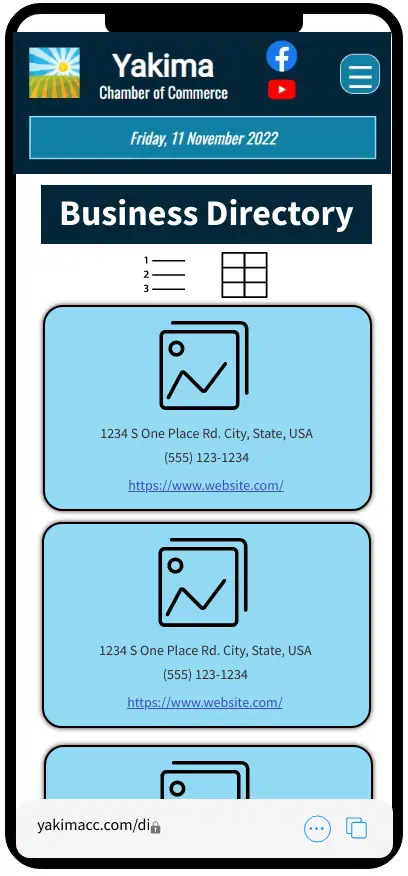 Yakima
Chamber of Commerce
Friday, 11 November 2022
Business Directory
1
2
3
1234 S One Place Rd. City, State, USA
(555) 123-1234
https://www.website.com/
1234 S One Place Rd. City, State, USA
(555) 123-1234
https://www.website.com/
yakimacc.com/di